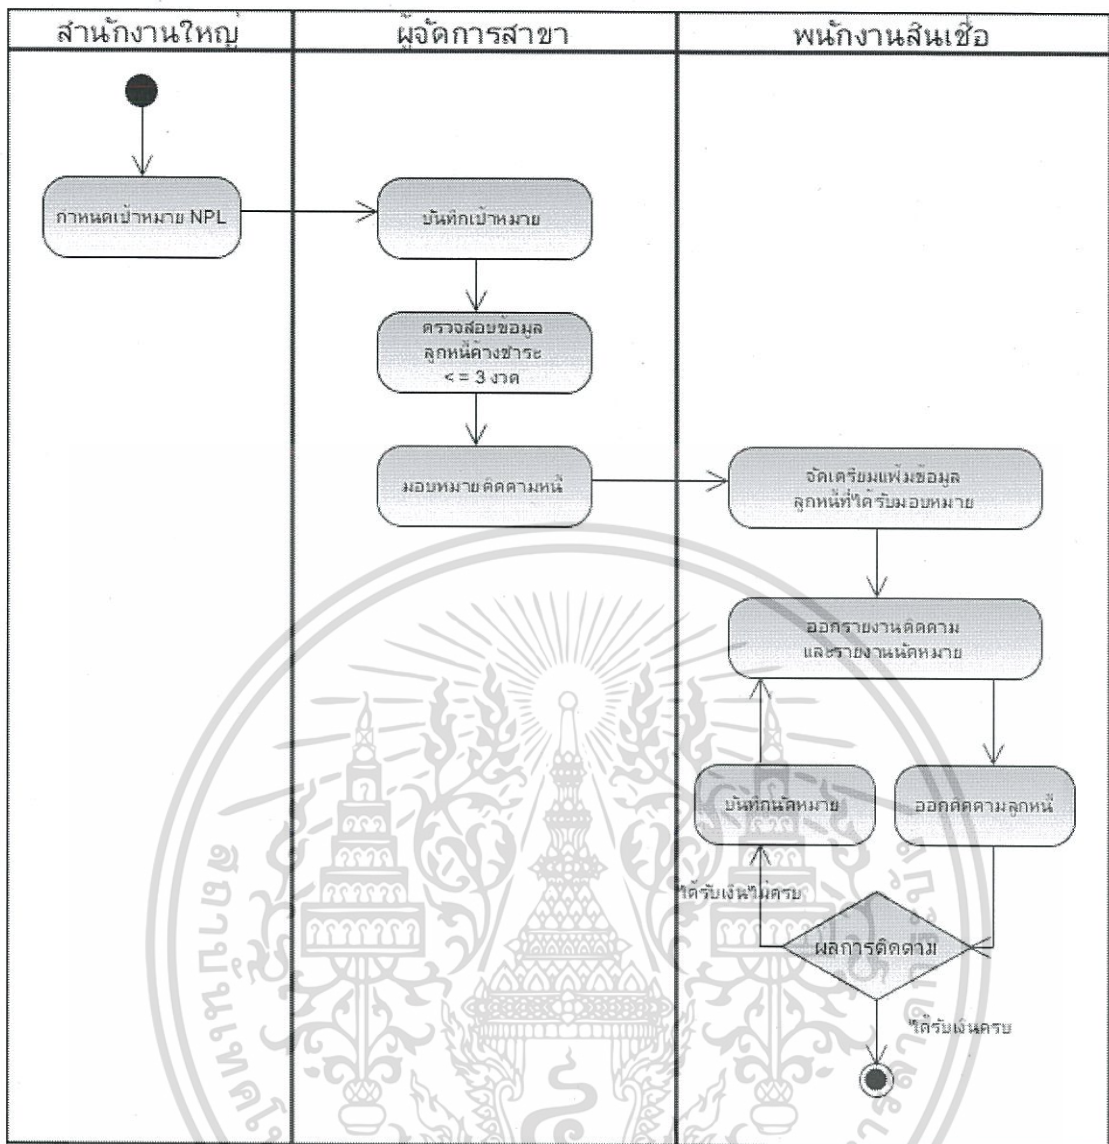 สำนักงานใหญ่
ผู้จัดการสาขา
พนักงานสินเชื่อ
กำหนดเป้าหมาย NPL
บันทึกเป้าหมาย
ตรวจสอบข้อมูล
ลูกหนี้ค้างชำระ
< = 3 งวด
มอบหมายติดตามหนี้
จัดเตรียมแฟ้มข้อมูล
ลูกหนี้ที่ได้รับมอบหมาย
ออกรายงานติดตาม
และรายงานนัดหมาย
บันทึกนัดหมาย
ออกติดตามลูกหนี้
ได้รับเงินไม่ครบ
ผลการติดตาม
ได้รับเงินครบ